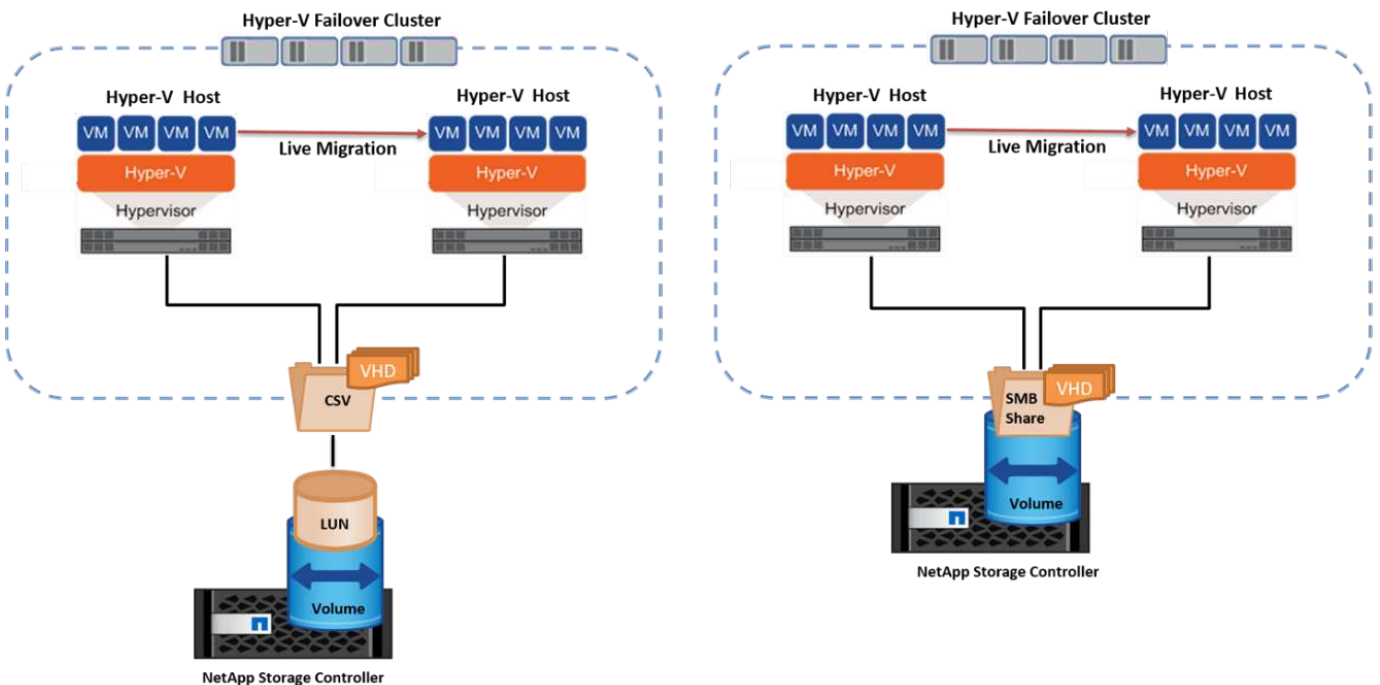 Hyper-V Failover Cluster
Hyper-V Host
Hyper-V Host
VM VM VM VM
VM VM VM VM
Live Migration
Hyper-V
Hyper-V
Hypervisor
Hypervisor
CSV
VHD
LUN
Volume
NetApp Storage Controller
Hyper-V Failover Cluster
Hyper-V Host
Hyper-V Host
VM VM VM VM
VM VM VM VM
Live Migration
Hyper-V
Hyper-V
Hypervisor
Hypervisor
SMB
Share
VHD
Volume
NetApp Storage Controller